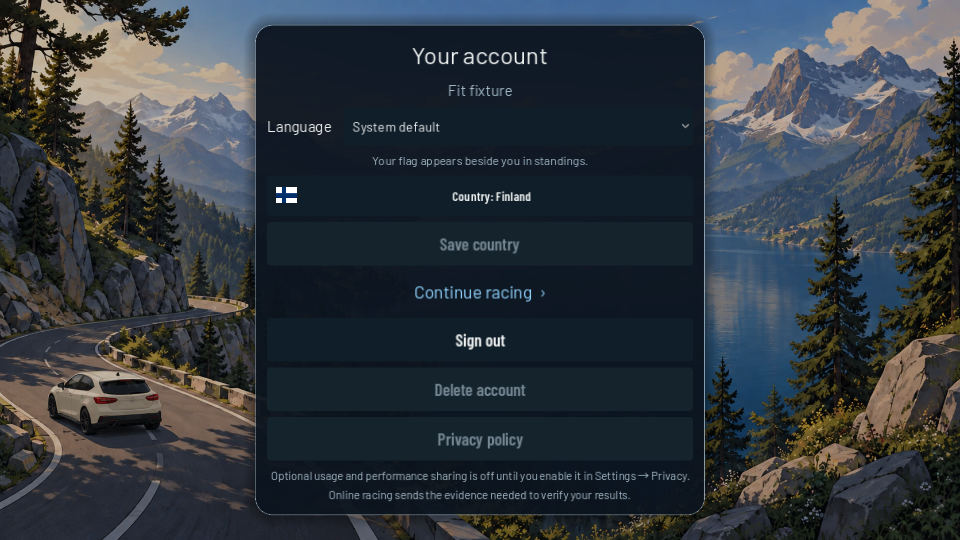 Your account
Fit fixture
Language
System default
Your flag appears beside you in standings.
Country: Finland
Save country
Continue racing ›
Sign out
Delete account
Privacy policy
Optional usage and performance sharing is off until you enable it in Settings → Privacy.
Online racing sends the evidence needed to verify your results.